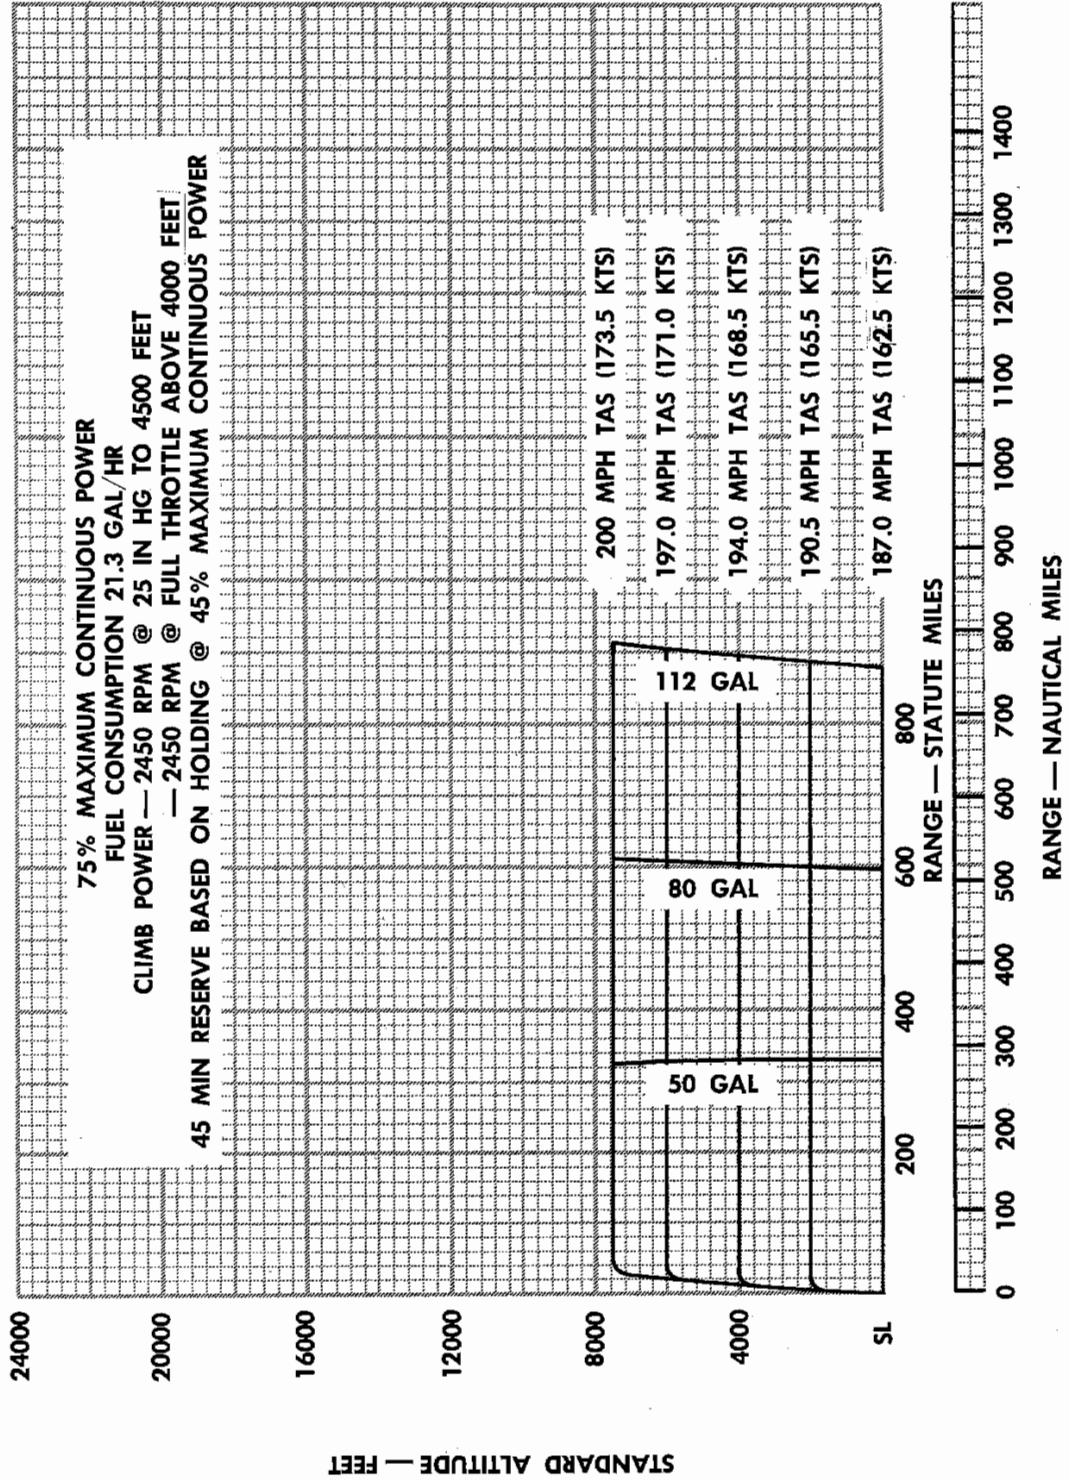 75% MAXIMUM CONTINUOUS POWER
FUEL CONSUMPTION 21.3 GAL/HR
CLIMB POWER — 2450 RPM @ 25 IN HG TO 4500 FEET
— 2450 RPM @ FULL THROTTLE ABOVE 4000 FEET
45 MIN RESERVE BASED ON HOLDING @ 45% MAXIMUM CONTINUOUS POWER
STANDARD ALTITUDE — FEET
24000
20000
16000
12000
8000
4000
SL
200 MPH TAS (173.5 KTS)
197.0 MPH TAS (171.0 KTS)
194.0 MPH TAS (168.5 KTS)
190.5 MPH TAS (165.5 KTS)
187.0 MPH TAS (162.5 KTS)
50 GAL
80 GAL
112 GAL
200 400 600 800
RANGE — STATUTE MILES
0 100 200 300 400 500 600 700 800 900 1000 1100 1200 1300 1400
RANGE — NAUTICAL MILES